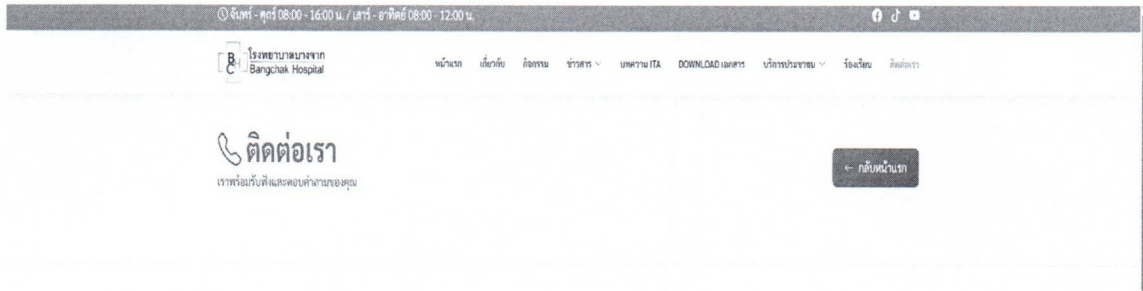 จันทร์ - ศุกร์ 08:00 - 16:00 น. / เสาร์ - อาทิตย์ 08:00 - 12:00 น.
BCH
โรงพยาบาลบางจาก
Bangchak Hospital
หน้าแรก เกี่ยวกับ กิจกรรม ข่าวสาร บทความ ITA DOWNLOAD เอกสาร บริการประชาชน ร้องเรียน ติดต่อเรา
ติดต่อเรา
เราพร้อมรับฟังและตอบคำถามของคุณ
← กลับหน้าแรก